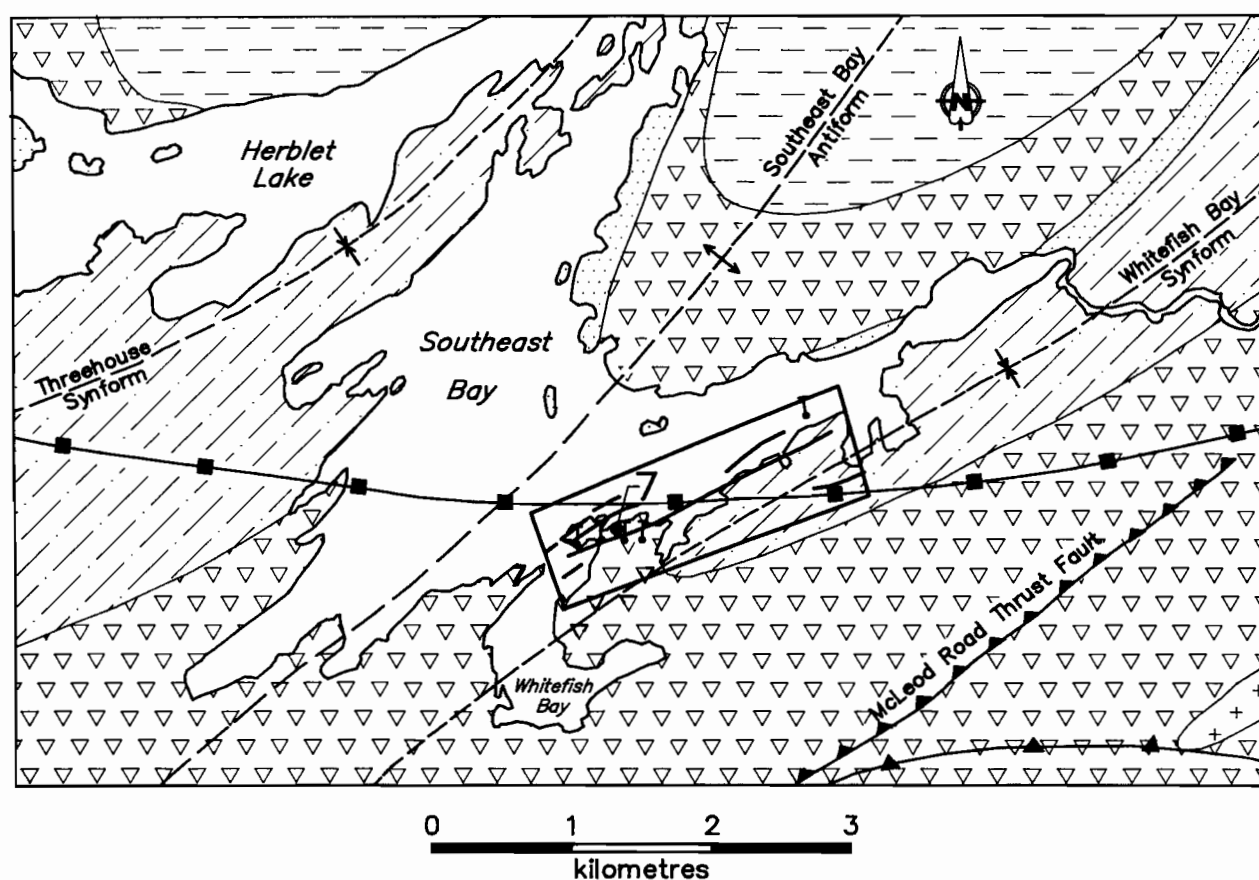 Southeast Bay
Antiform
N
Herblet
Lake
Whitefish Bay
Synform
Threehouse
Synform
Southeast
Bay
McLeod Road Thrust Fault
Whitefish
Bay
0 1 2 3
kilometres